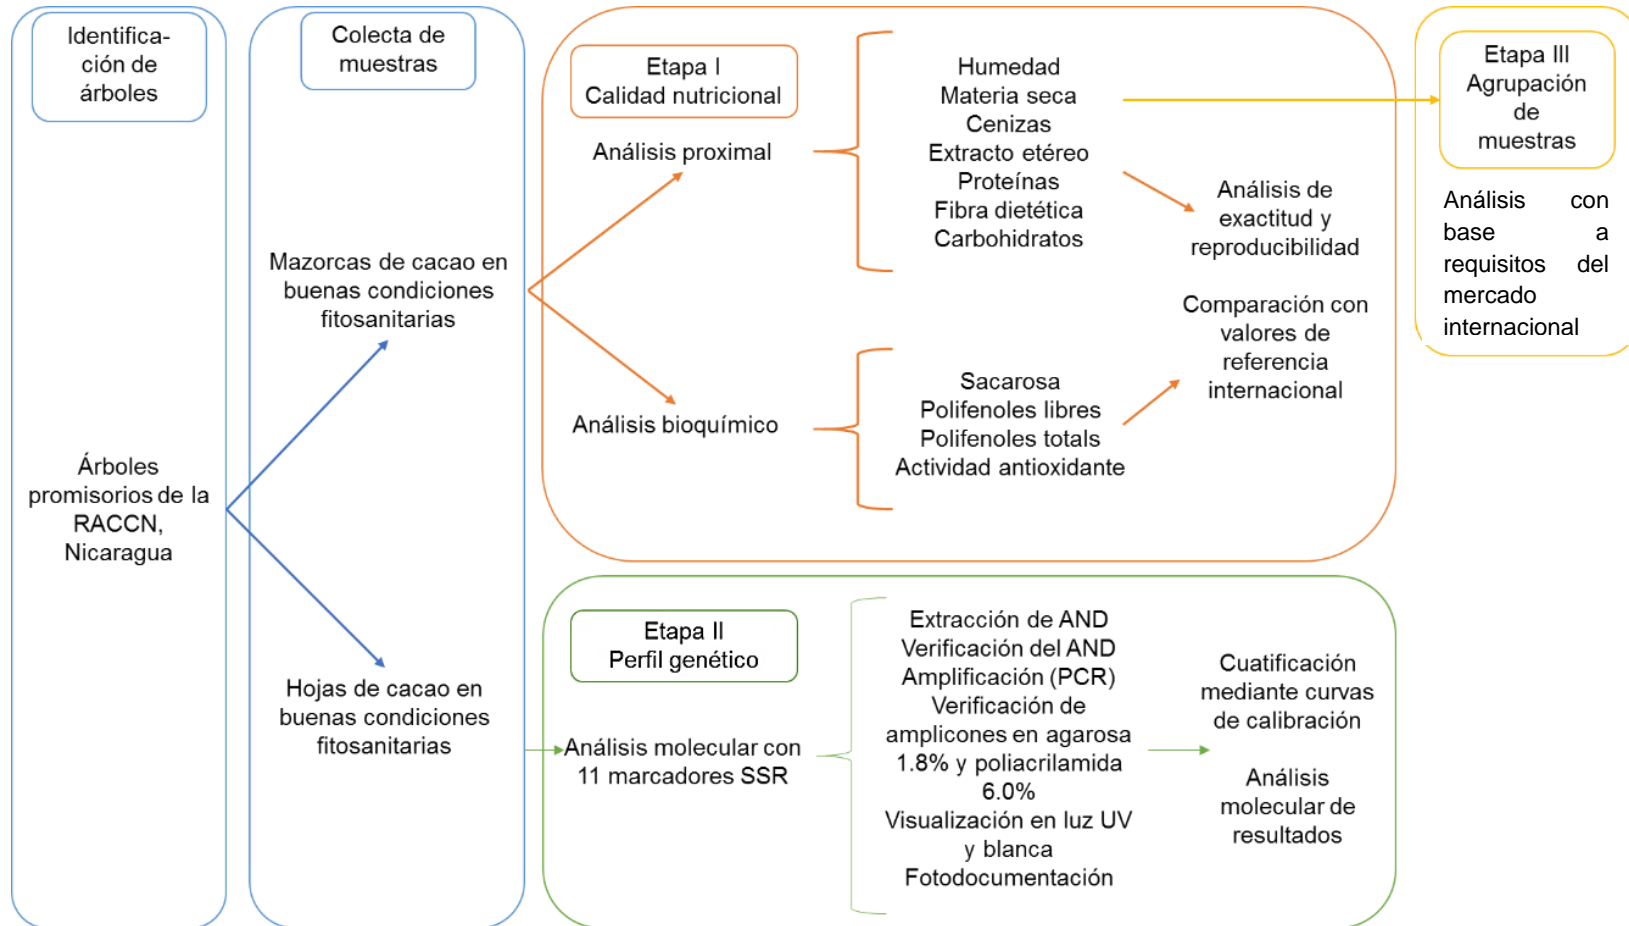 Identifica-
ción de
árboles
Árboles
promisorios de la
RACCN,
Nicaragua
Colecta de
muestras
Mazorcas de cacao en
buenas condiciones
fitosanitarias
Hojas de cacao en
buenas condiciones
fitosanitarias
Etapa I
Calidad nutricional
Análisis proximal
Humedad
Materia seca
Cenizas
Extracto etéreo
Proteínas
Fibra dietética
Carbohidratos
Análisis bioquímico
Sacarosa
Polifenoles libres
Polifenoles totals
Actividad antioxidante
Análisis de
exactitud y
reproducibilidad
Comparación con
valores de
referencia
internacional
Etapa II
Perfil genético
Análisis molecular con
11 marcadores SSR
Extracción de AND
Verificación del AND
Amplificación (PCR)
Verificación de
amplicones en agarosa
1.8% y poliacrilamida
6.0%
Visualización en luz UV
y blanca
Fotodocumentación
Cuatificación
mediante curvas
de calibración
Análisis
molecular de
resultados
Etapa III
Agrupación
de
muestras
Análisis con
base a
requisitos del
mercado
internacional